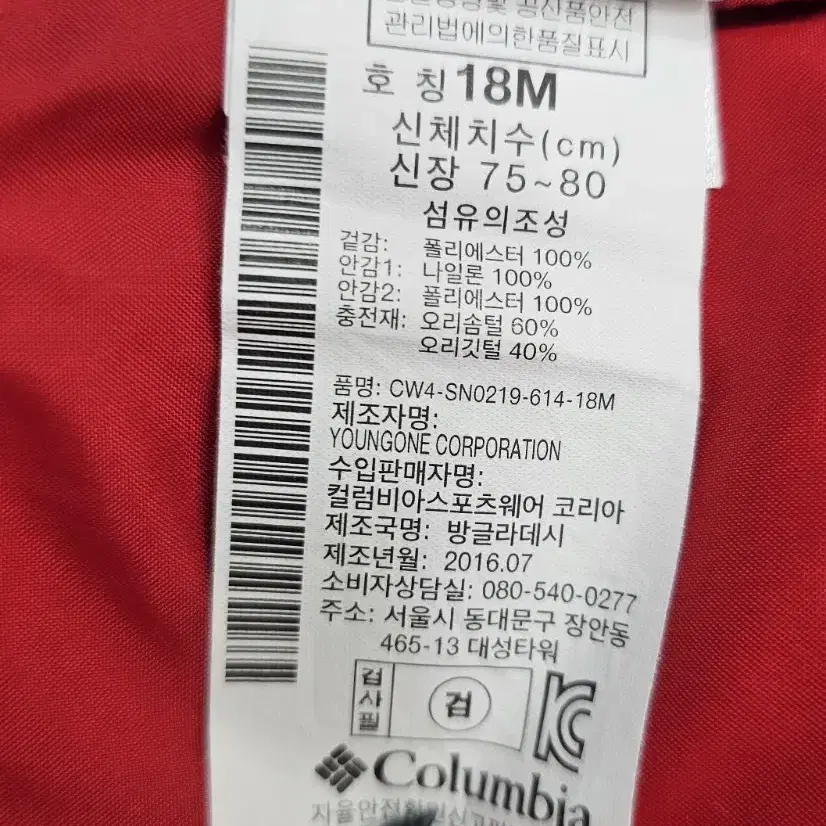 공산품안전
관리법에의한품질표시
호 칭 18M
신체치수(cm)
신장 75~80
섬유의조성
겉감: 폴리에스터 100%
안감1: 나일론 100%
안감2: 폴리에스터 100%
충전재: 오리솜털 60%
오리깃털 40%
품명: CW4-SN0219-614-18M
제조자명:
YOUNGONE CORPORATION
수입판매자명:
컬럼비아스포츠웨어 코리아
제조국명: 방글라데시
제조년월: 2016.07
소비자상담실: 080-540-0277
주소: 서울시 동대문구 장안동
465-13 대성타워
검사필
검
Columbia